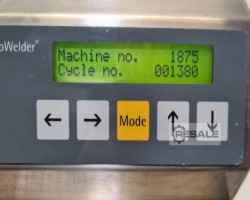 oWelder®
Machine no. 1875
Cycle no. 001380
← → Mode ↑ ↓
RESALE